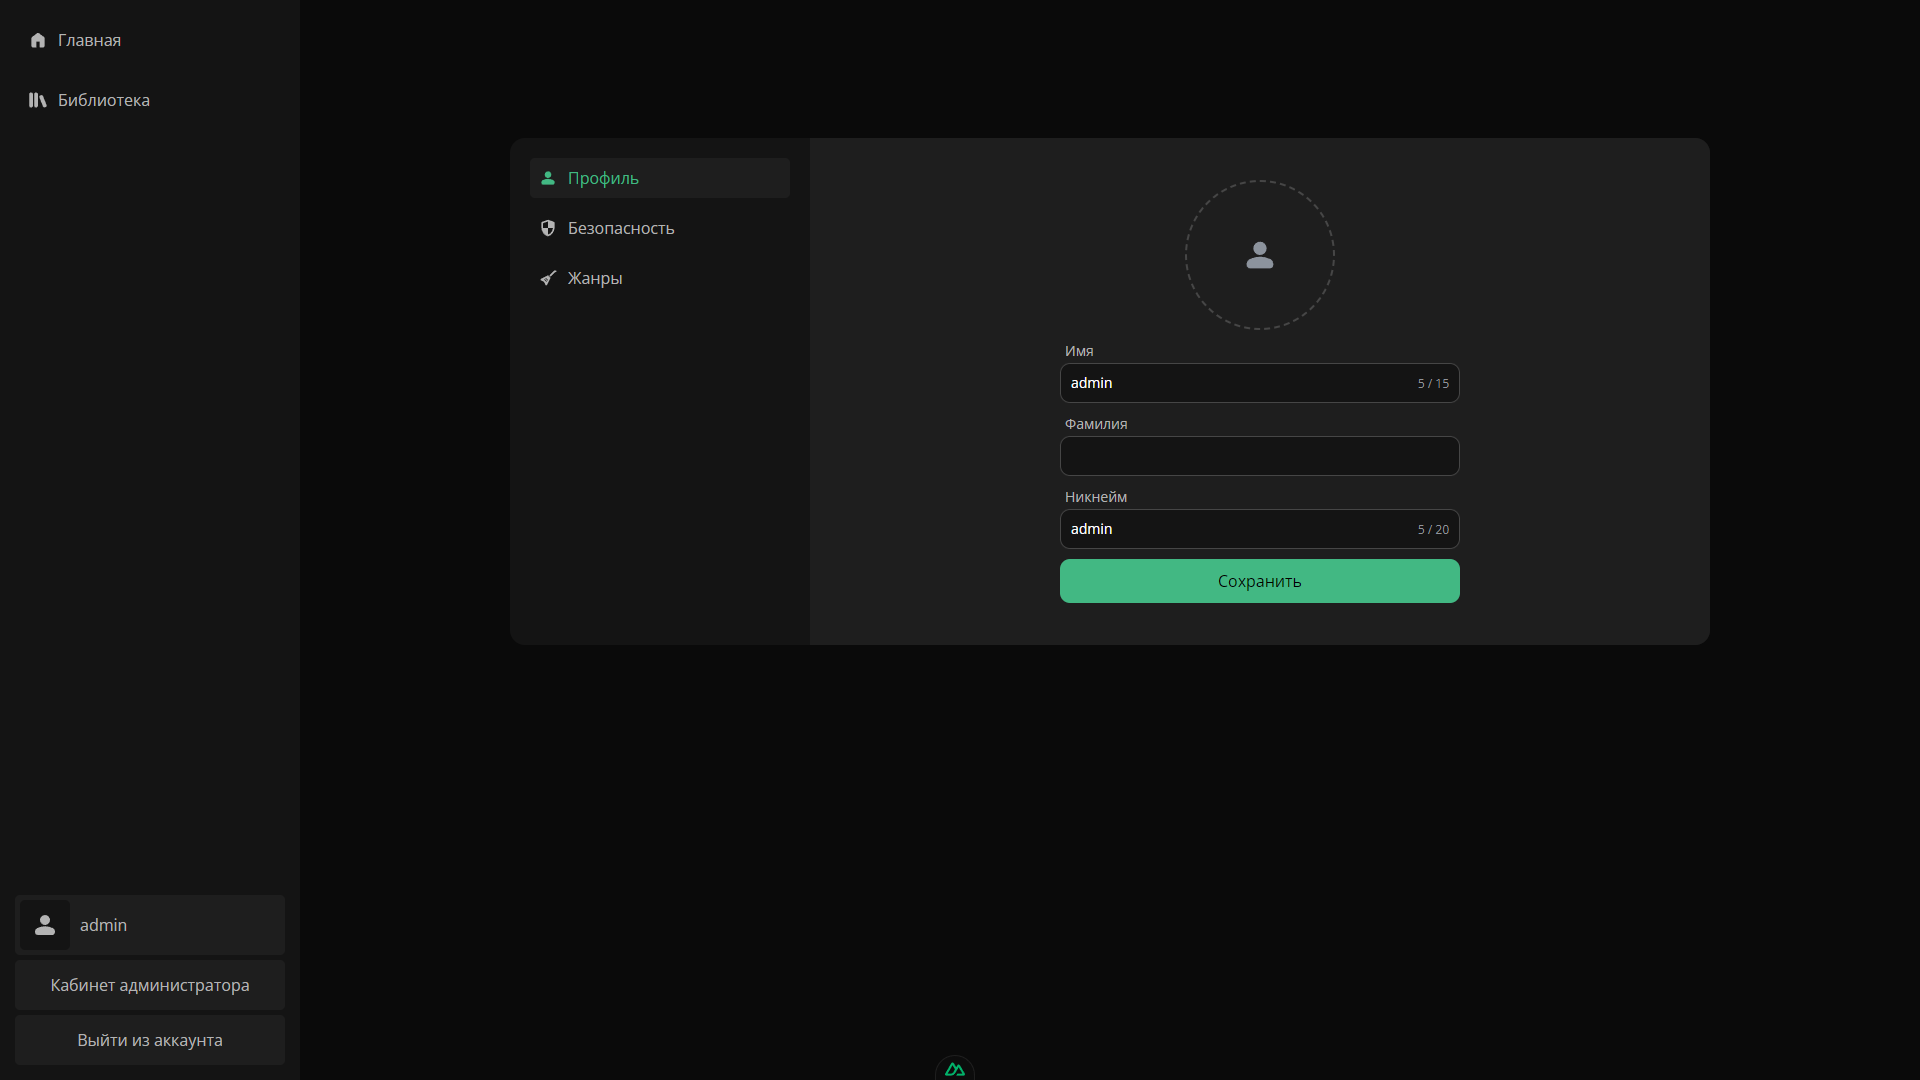 Главная
Библиотека
Профиль
Безопасность
Жанры
Имя
admin 5 / 15
Фамилия
Никнейм
admin 5 / 20
Сохранить
admin
Кабинет администратора
Выйти из аккаунта